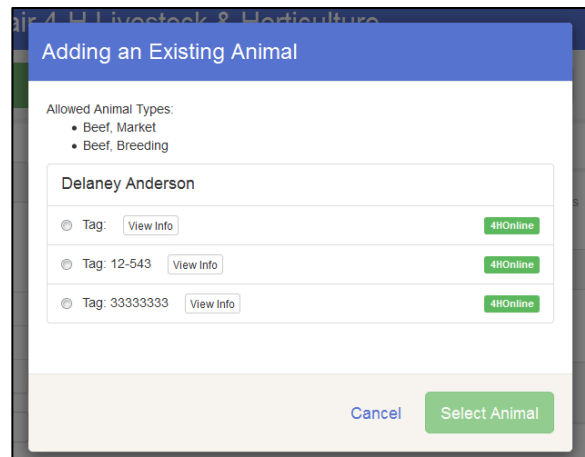 air 4-H Livestock & Horticulture
Adding an Existing Animal
Allowed Animal Types:
• Beef, Market
• Beef, Breeding
Delaney Anderson
Tag: View Info 4HOnline
Tag: 12-543 View Info 4HOnline
Tag: 33333333 View Info 4HOnline
s
Cancel Select Animal